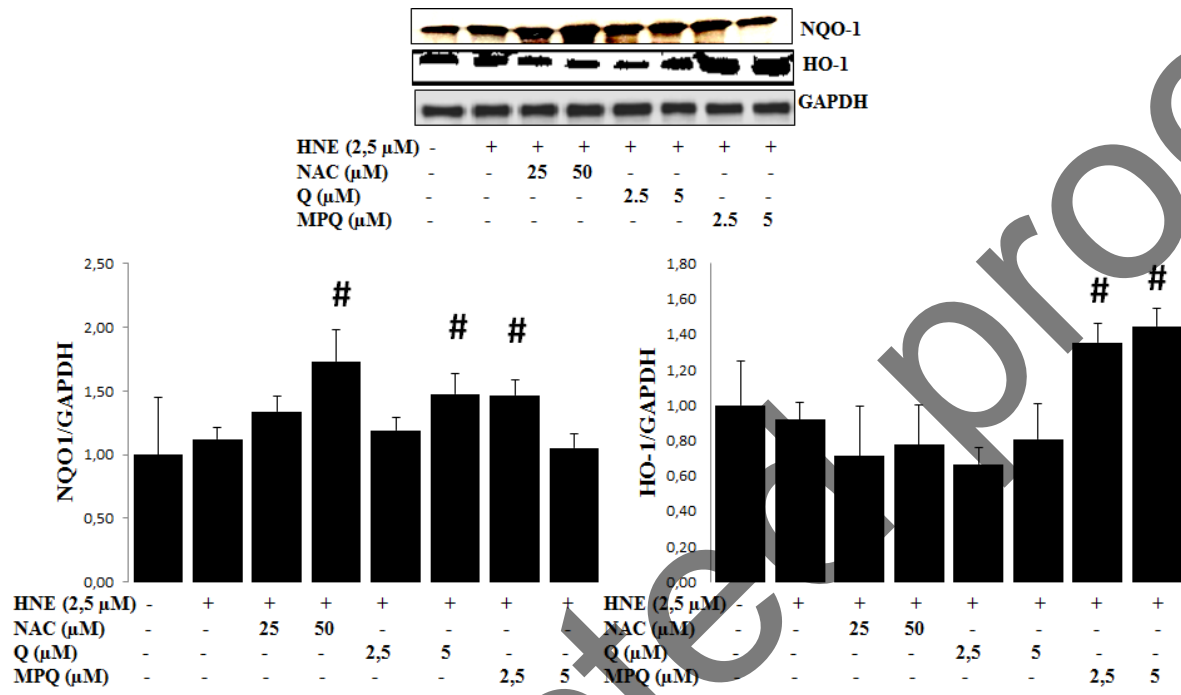 NQO-1
HO-1
GAPDH
HNE (2,5 µM) - + + + + + + +
NAC (µM) - - 25 50 - - - -
Q (µM) - - - - 2.5 5 - -
MPQ (µM) - - - - - - 2.5 5
NQO1/GAPDH
2,50
2,00
1,50
1,00
0,50
0,00
# # #
HNE (2,5 µM) - + + + + + + +
NAC (µM) - - 25 50 - - - -
Q (µM) - - - - 2,5 5 - -
MPQ (µM) - - - - - - 2,5 5
HO-1/GAPDH
1,80
1,60
1,40
1,20
1,00
0,80
0,60
0,40
0,20
0,00
# #
HNE (2,5 µM) - + + + + + + +
NAC (µM) - - 25 50 - - - -
Q (µM) - - - - 2,5 5 - -
MPQ (µM) - - - - - - 2,5 5